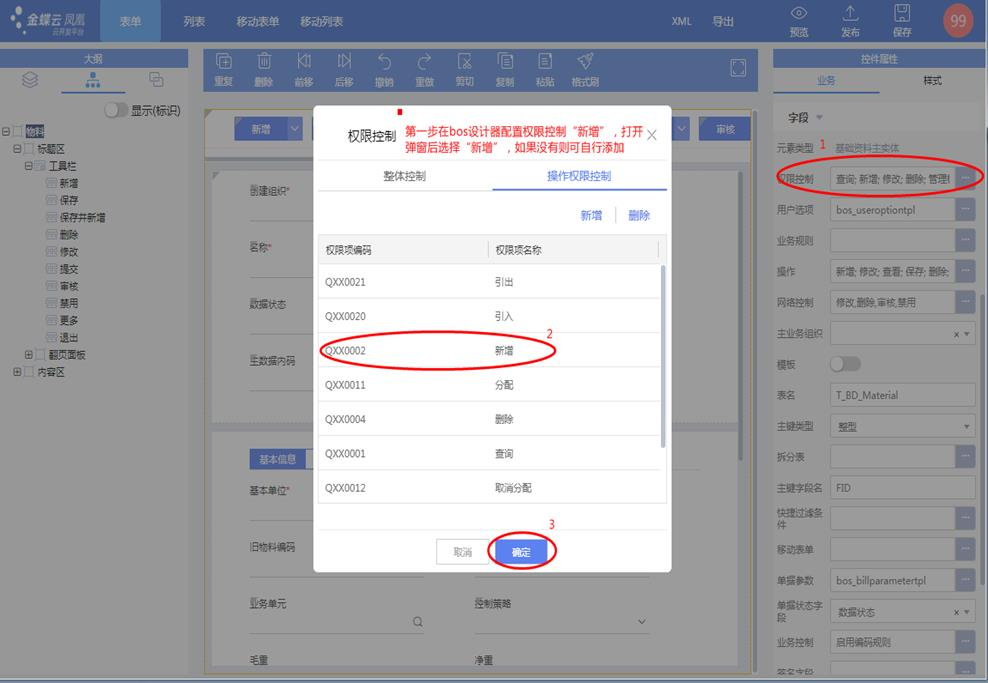 金蝶云 凤凰
云开发平台
表单
列表
移动表单
移动列表
XML
导出
预览
发布
保存
99
大纲
显示(标识)
物料
标题区
工具栏
新增
保存
保存并新增
删除
修改
提交
审核
禁用
更多
退出
翻页面板
内容区
重复
删除
前移
后移
撤销
重做
剪切
复制
粘贴
格式刷
新增
审核
创建组织*
名称*
数据状态
主数据内码
基本信息
基本单位*
旧物料编码
业务单元
控制策略
毛重
净重
权限控制
第一步在bos设计器配置权限控制“新增”，打开
弹窗后选择“新增”，如果没有则可自行添加
整体控制
操作权限控制
新增
删除
权限项编码
权限项名称
QXX0021
引出
QXX0020
引入
2
QXX0002
新增
QXX0011
分配
QXX0004
删除
QXX0001
查询
QXX0012
取消分配
3
取消
确定
控件属性
业务
样式
字段
元素类型
1
基础资料主实体
权限控制
查询; 新增; 修改; 删除; 管理
用户选项
bos_useroptiontpl
业务规则
操作
新增; 修改; 查看; 保存; 删除;
网络控制
修改,删除,审核,禁用
主业务组织
模板
表名
T_BD_Material
主键类型
整型
拆分表
主键字段名
FID
快捷过滤条
件
移动表单
单据参数
bos_billparametertpl
单据状态字
段
数据状态
业务控制
启用编码规则
签名字段